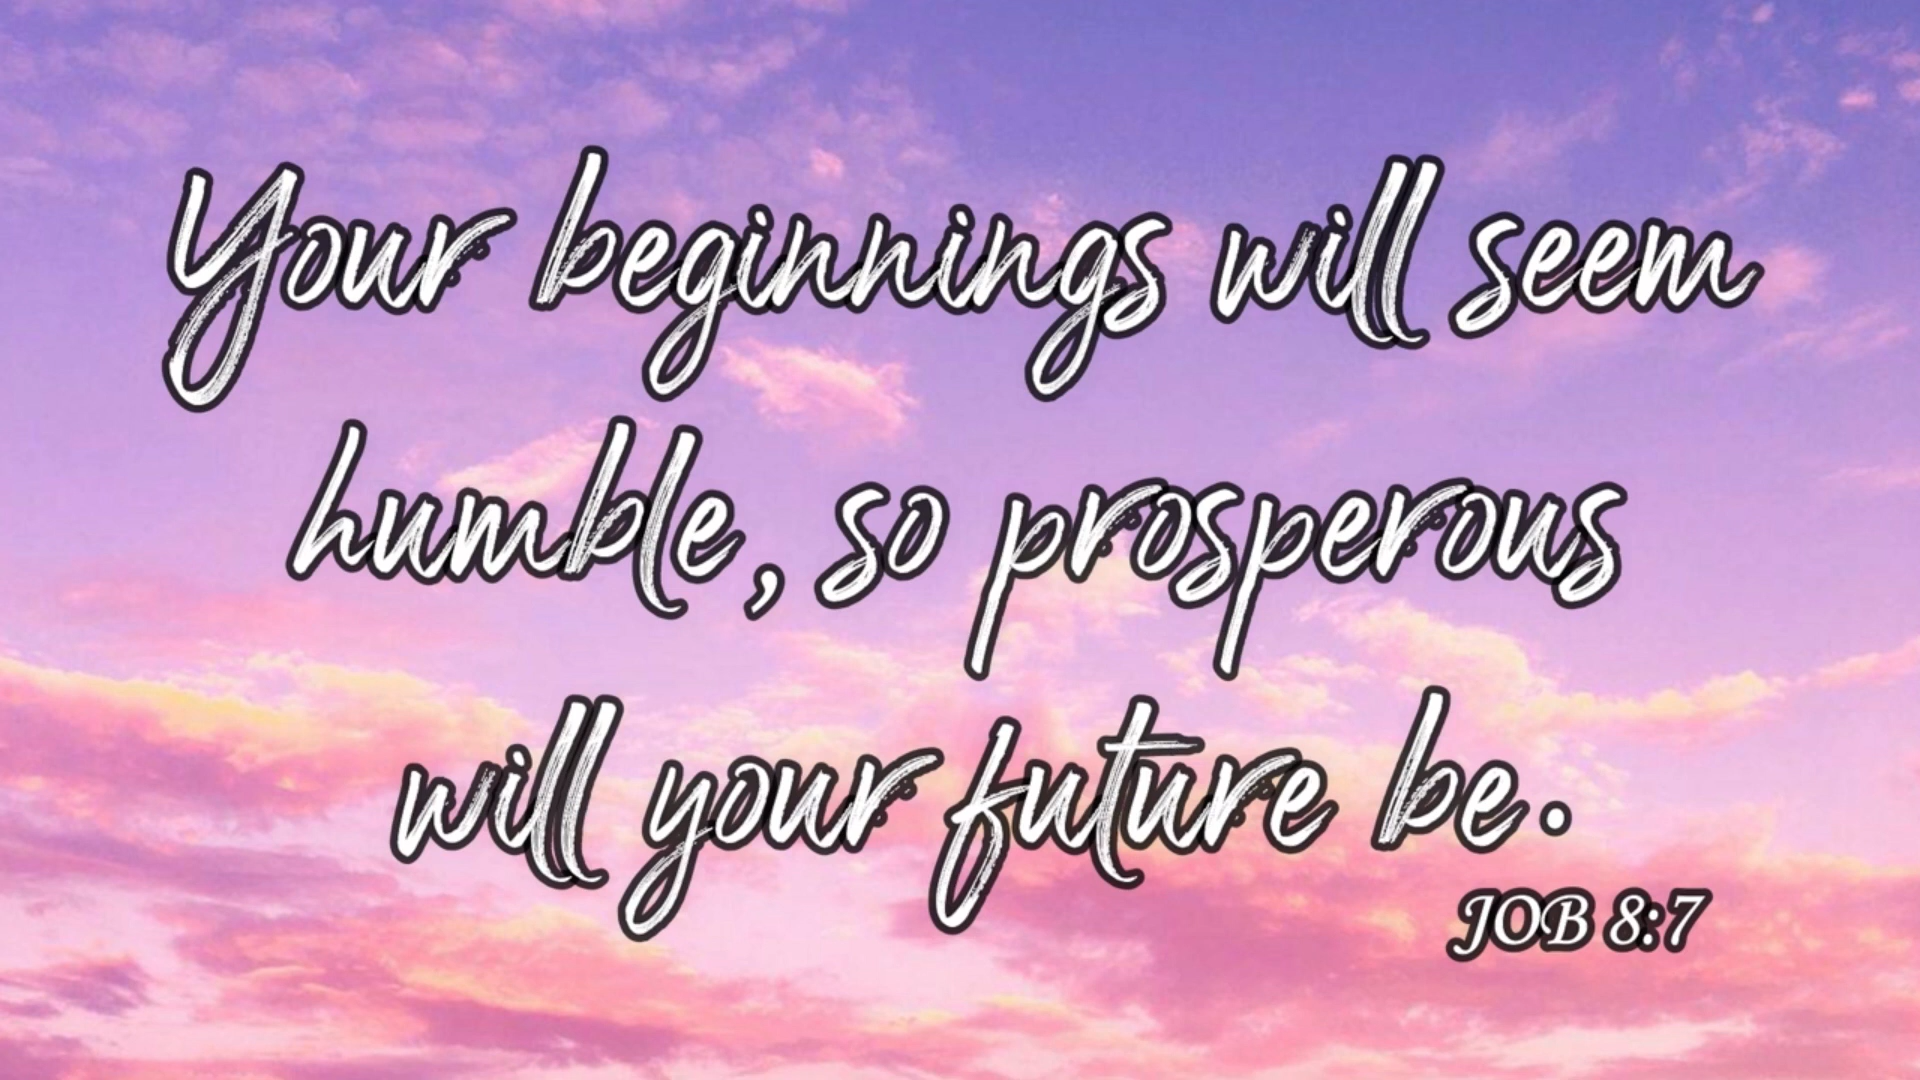 Your beginnings will seem
humble, so prosperous
will your future be.
JOB 8:7